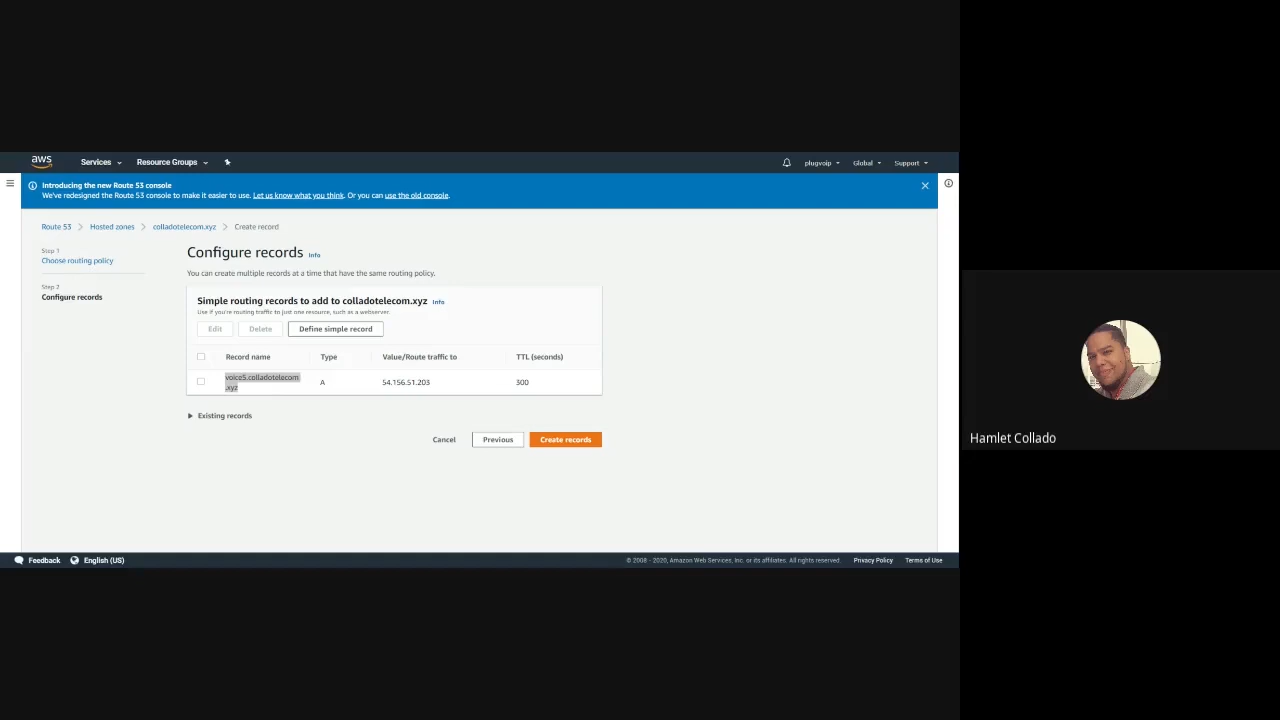 aws
Services
Resource Groups
plugvoip
Global
Support
Introducing the new Route 53 console
We've redesigned the Route 53 console to make it easier to use. Let us know what you think. Or you can use the old console.
Route 53
Hosted zones
colladotelecom.xyz
Create record
Step 1
Choose routing policy
Step 2
Configure records
Configure records Info
You can create multiple records at a time that have the same routing policy.
Simple routing records to add to colladotelecom.xyz Info
Use if you're routing traffic to just one resource, such as a webserver.
Edit
Delete
Define simple record
Record name
Type
Value/Route traffic to
TTL (seconds)
voice5.colladotelecom
.xyz
A
54.156.51.203
300
Existing records
Cancel
Previous
Create records
Hamlet Collado
Feedback
English (US)
© 2008 - 2020, Amazon Web Services, Inc. or its affiliates. All rights reserved.
Privacy Policy
Terms of Use